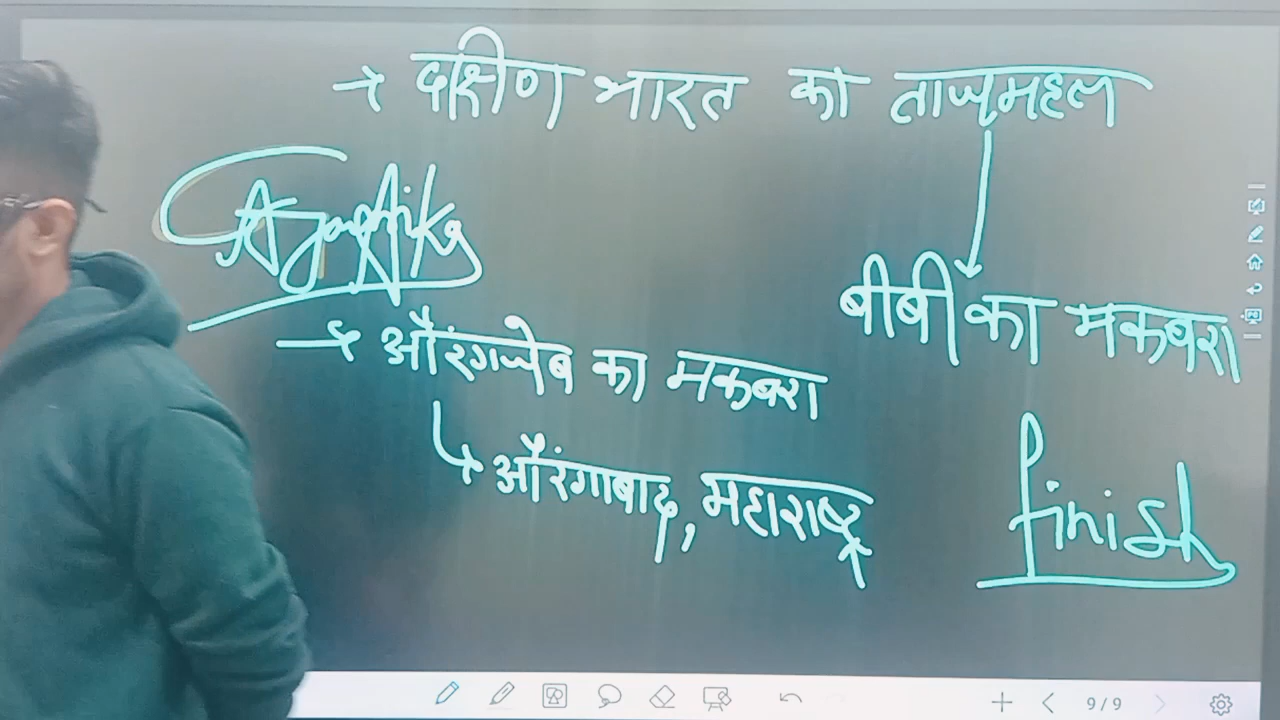 → दक्षिण भारत का ताजमहल
बीबी का मकबरा
→ औरंगजेब का मकबरा
↳ औरंगाबाद, महाराष्ट्र
finish
9/9